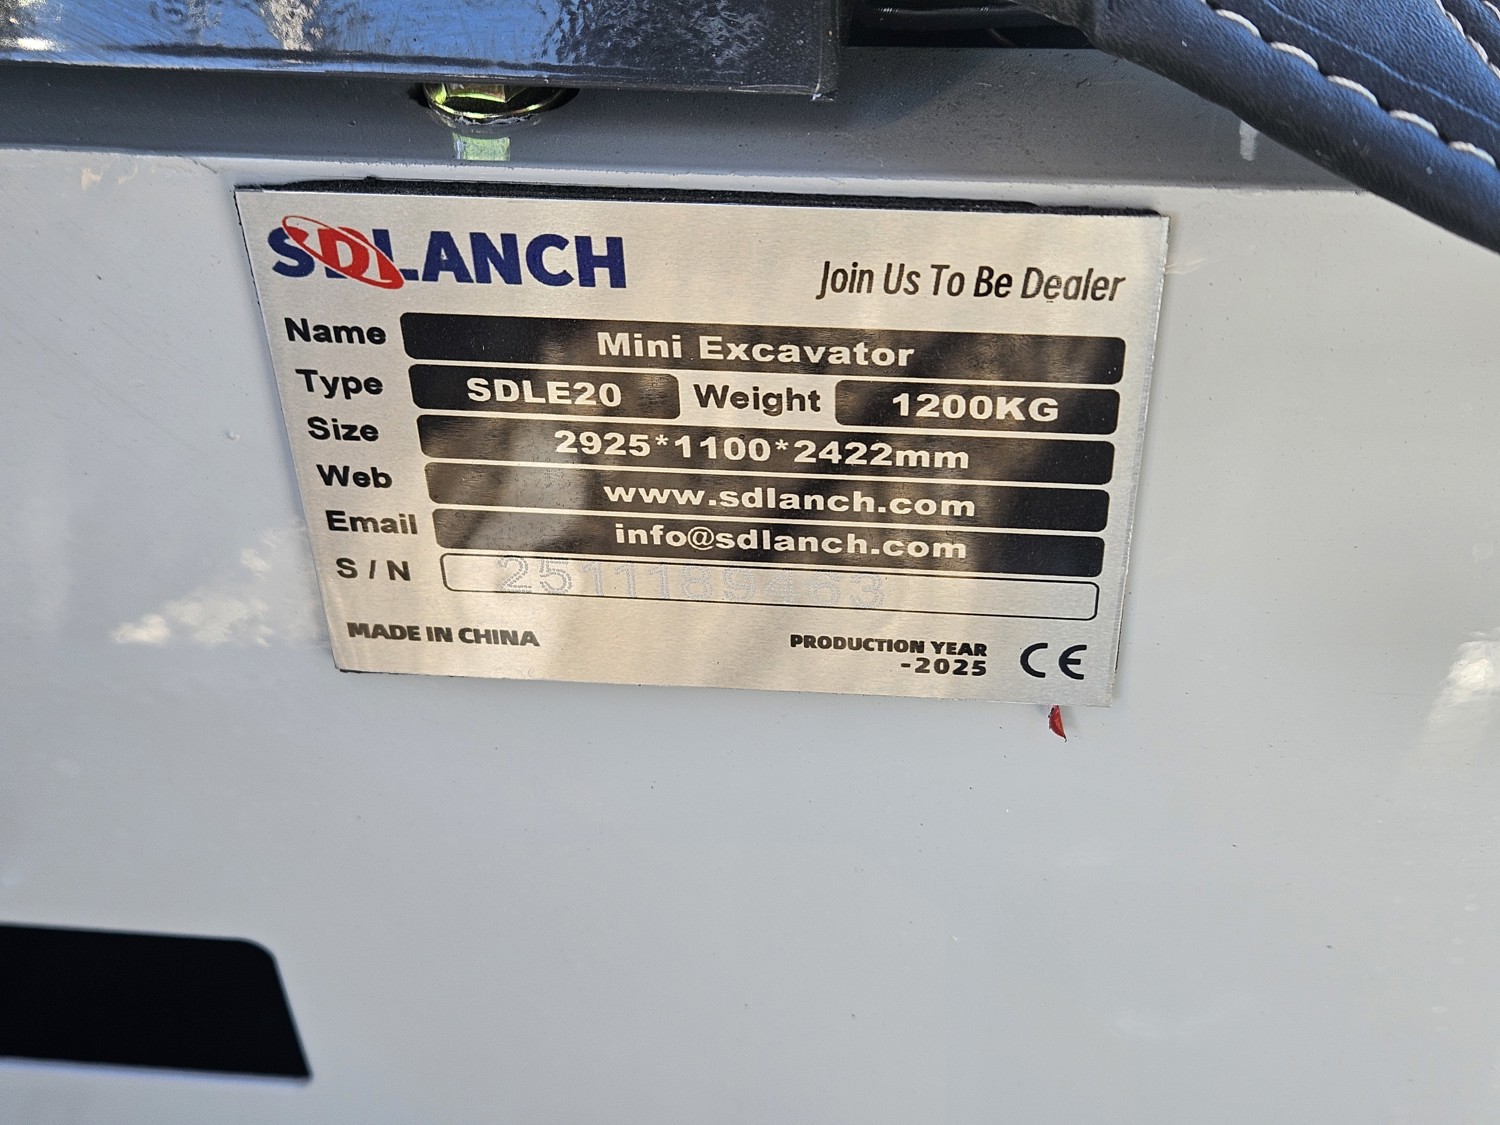 SDLANCH
Join Us To Be Dealer
Name Mini Excavator
Type SDLE20 Weight 1200KG
Size 2925*1100*2422mm
Web www.sdlanch.com
Email info@sdlanch.com
S / N 2511189463
MADE IN CHINA
PRODUCTION YEAR
-2025
CE